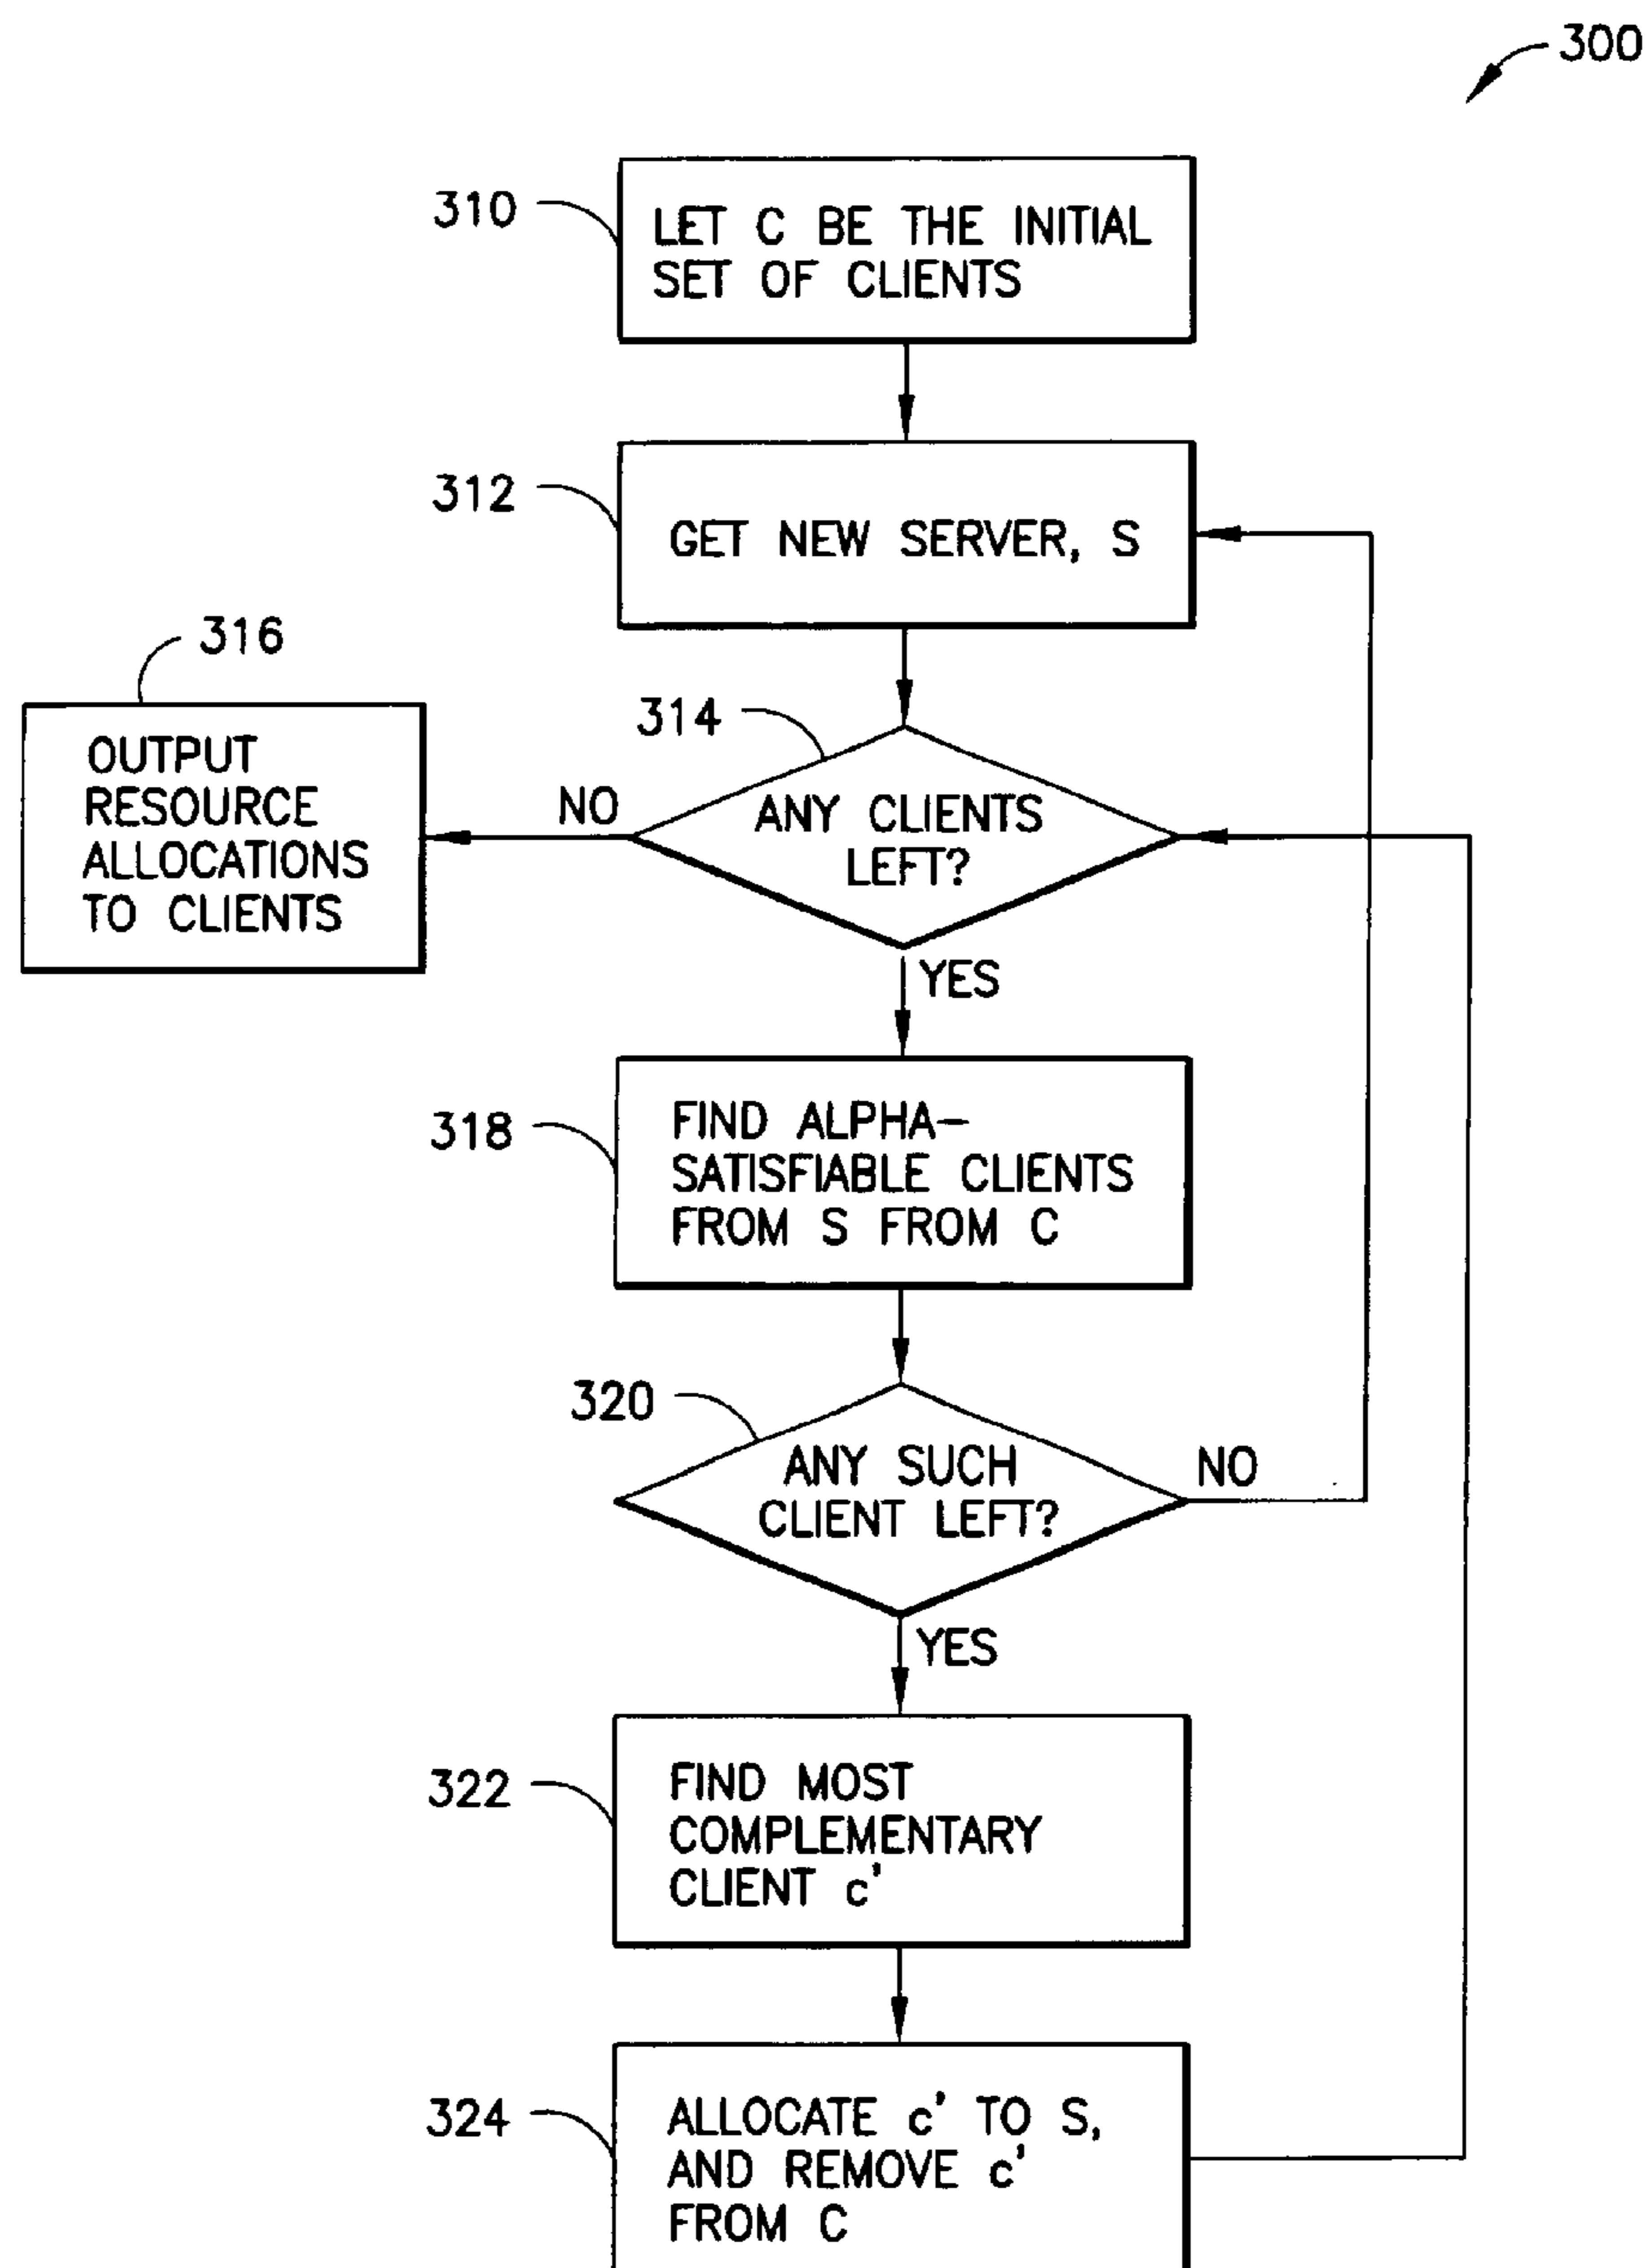 300
310
LET C BE THE INITIAL
SET OF CLIENTS
312
GET NEW SERVER, S
316
OUTPUT
RESOURCE
ALLOCATIONS
TO CLIENTS
314
NO
ANY CLIENTS
LEFT?
YES
318
FIND ALPHA-
SATISFIABLE CLIENTS
FROM S FROM C
320
ANY SUCH
CLIENT LEFT?
NO
YES
322
FIND MOST
COMPLEMENTARY
CLIENT c'
324
ALLOCATE c' TO S,
AND REMOVE c'
FROM C